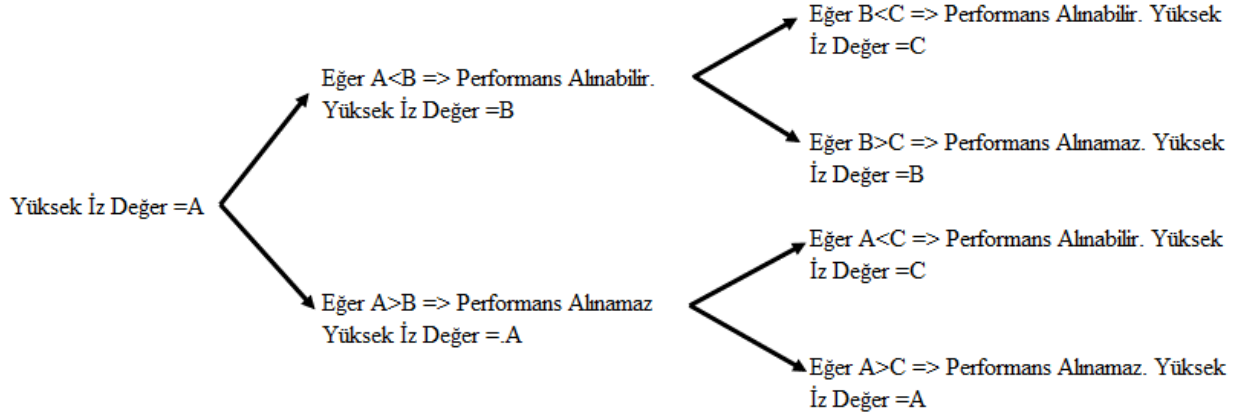 Yüksek İz Değer =A
Eğer A<B => Performans Alınabilir.
Yüksek İz Değer =B
Eğer A>B => Performans Alınamaz
Yüksek İz Değer =.A
Eğer B<C => Performans Alınabilir. Yüksek
İz Değer =C
Eğer B>C => Performans Alınamaz. Yüksek
İz Değer =B
Eğer A<C => Performans Alınabilir. Yüksek
İz Değer =C
Eğer A>C => Performans Alınamaz. Yüksek
İz Değer =A